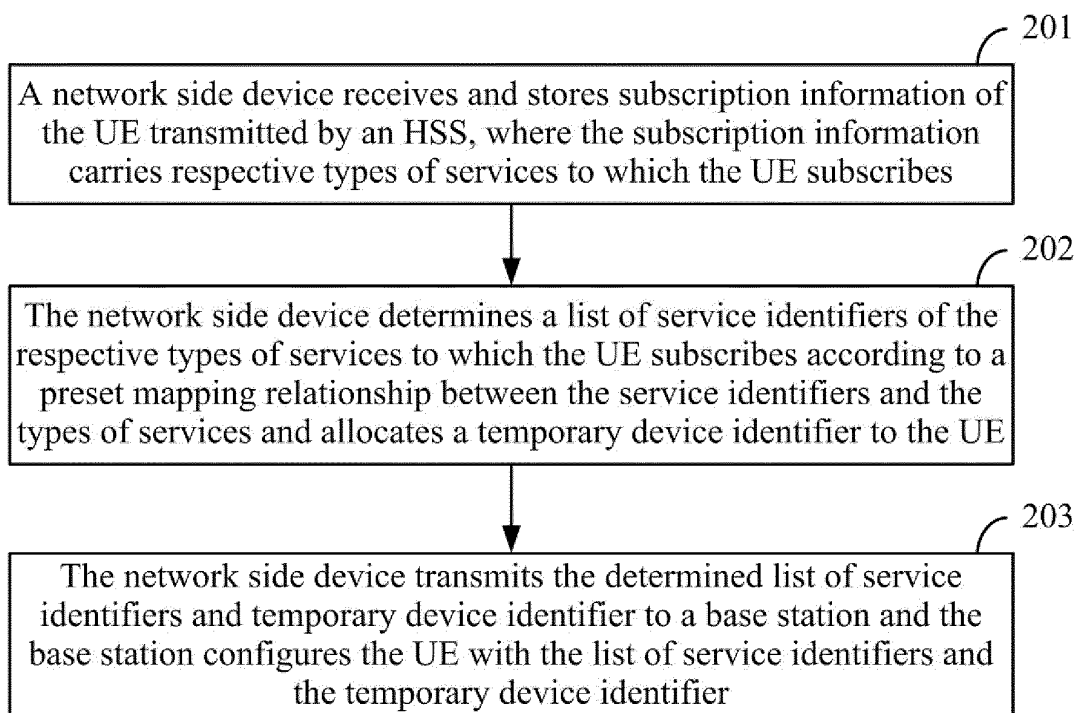 201
A network side device receives and stores subscription information of
the UE transmitted by an HSS, where the subscription information
carries respective types of services to which the UE subscribes
202
The network side device determines a list of service identifiers of the
respective types of services to which the UE subscribes according to a
preset mapping relationship between the service identifiers and the
types of services and allocates a temporary device identifier to the UE
203
The network side device transmits the determined list of service
identifiers and temporary device identifier to a base station and the
base station configures the UE with the list of service identifiers and
the temporary device identifier